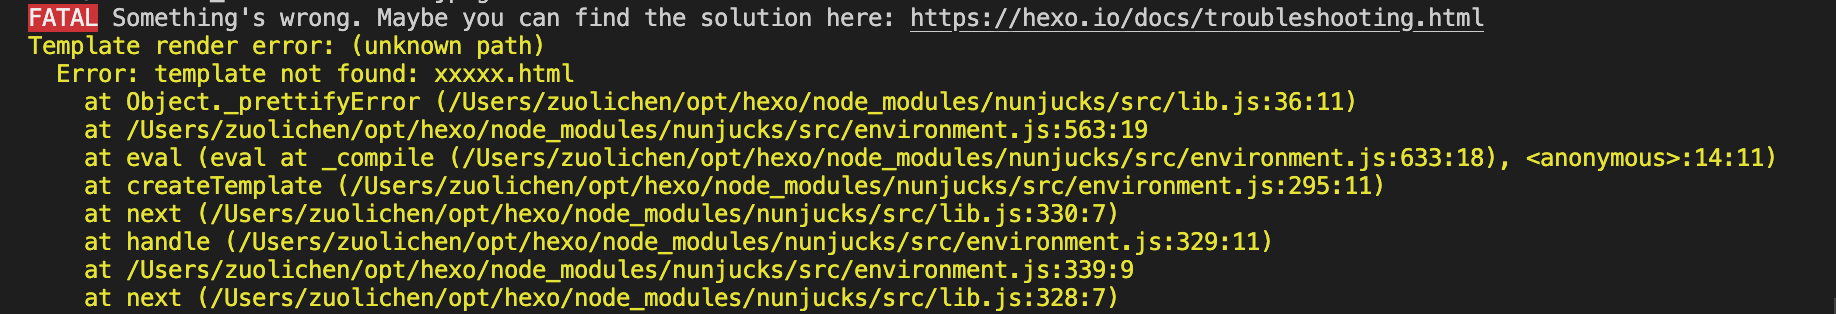 FATAL Something's wrong. Maybe you can find the solution here: https://hexo.io/docs/troubleshooting.html
Template render error: (unknown path)
  Error: template not found: xxxxx.html
    at Object._prettifyError (/Users/zuolichen/opt/hexo/node_modules/nunjucks/src/lib.js:36:11)
    at /Users/zuolichen/opt/hexo/node_modules/nunjucks/src/environment.js:563:19
    at eval (eval at _compile (/Users/zuolichen/opt/hexo/node_modules/nunjucks/src/environment.js:633:18), <anonymous>:14:11)
    at createTemplate (/Users/zuolichen/opt/hexo/node_modules/nunjucks/src/environment.js:295:11)
    at next (/Users/zuolichen/opt/hexo/node_modules/nunjucks/src/lib.js:330:7)
    at handle (/Users/zuolichen/opt/hexo/node_modules/nunjucks/src/environment.js:329:11)
    at /Users/zuolichen/opt/hexo/node_modules/nunjucks/src/environment.js:339:9
    at next (/Users/zuolichen/opt/hexo/node_modules/nunjucks/src/lib.js:328:7)